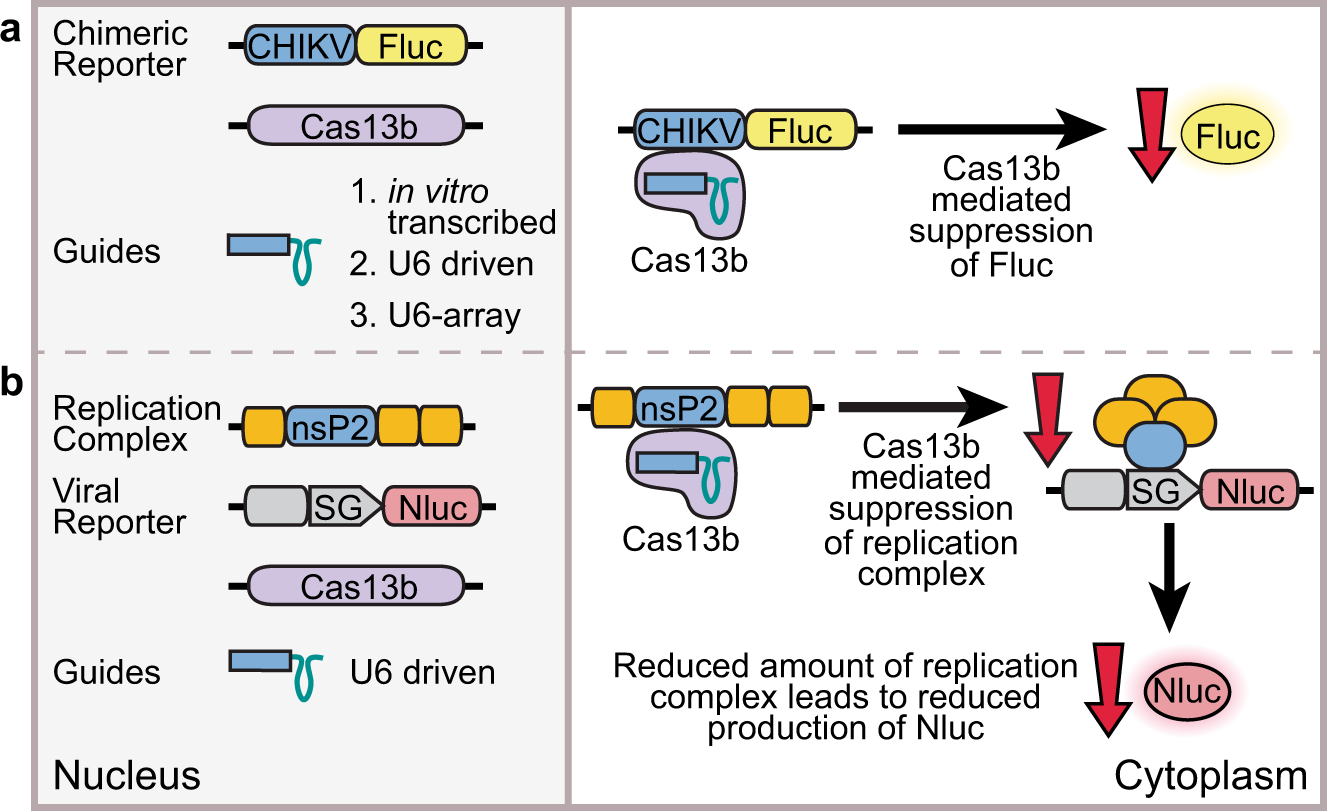 a
Chimeric
Reporter
CHIKV Fluc
Cas13b
Guides
1. in vitro
transcribed
2. U6 driven
3. U6-array
CHIKV Fluc
Cas13b
Cas13b
mediated
suppression
of Fluc
Fluc
b
Replication
Complex
nsP2
Viral
Reporter
SG Nluc
Cas13b
Guides
U6 driven
Nucleus
nsP2
Cas13b
Cas13b
mediated
suppression
of replication
complex
SG Nluc
Reduced amount of replication
complex leads to reduced
production of Nluc
Nluc
Cytoplasm